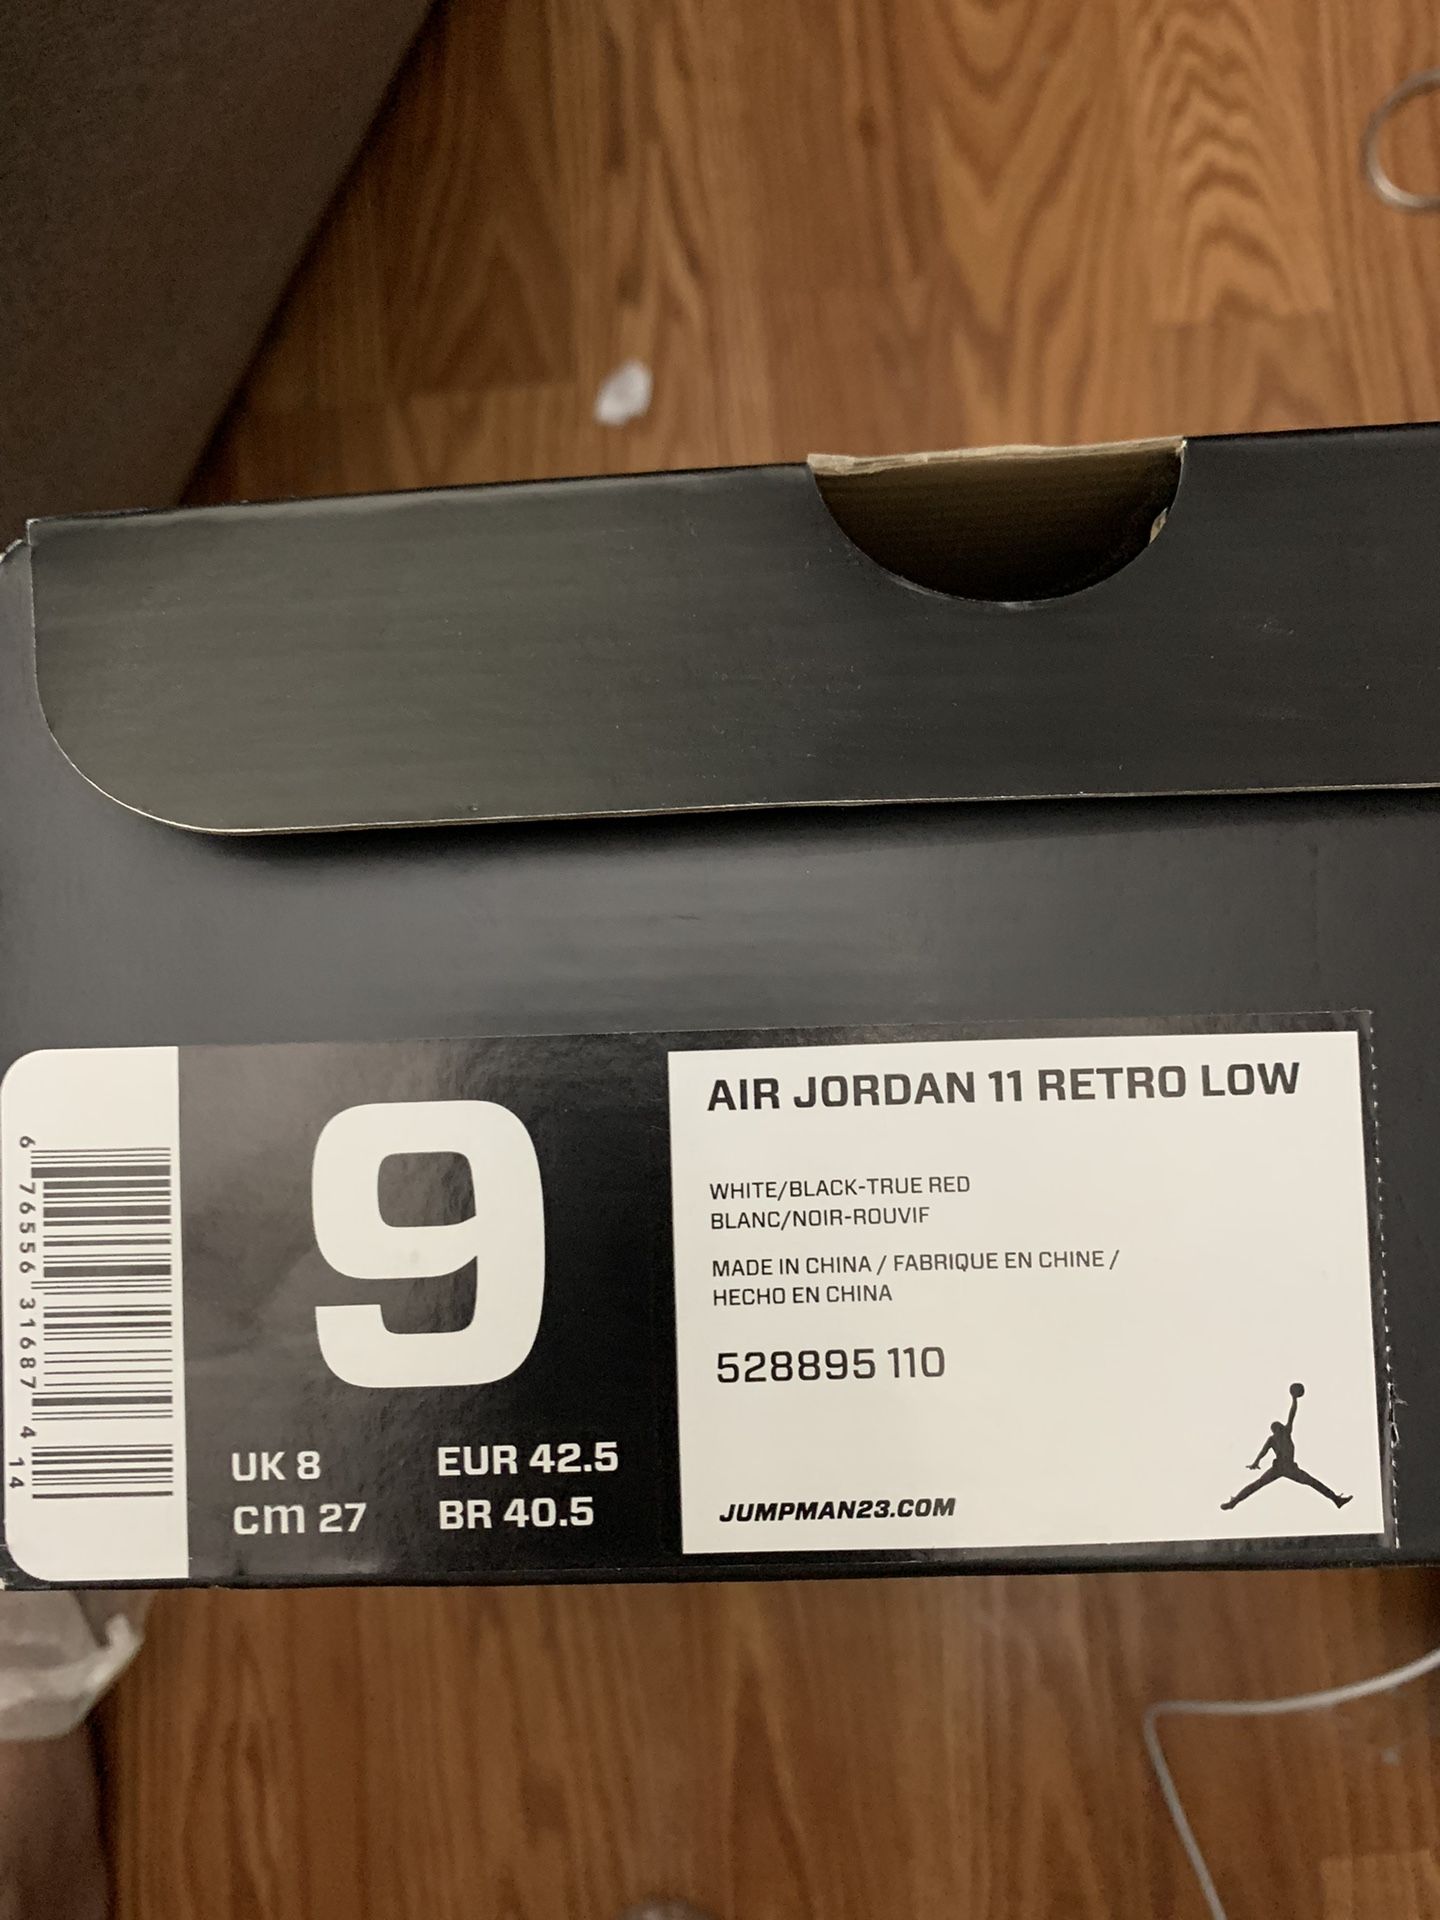 6 76556 31687 4 14
9
UK 8 EUR 42.5
cm 27 BR 40.5
AIR JORDAN 11 RETRO LOW
WHITE/BLACK-TRUE RED
BLANC/NOIR-ROUVIF
MADE IN CHINA / FABRIQUE EN CHINE /
HECHO EN CHINA
528895 110
JUMPMAN23.COM